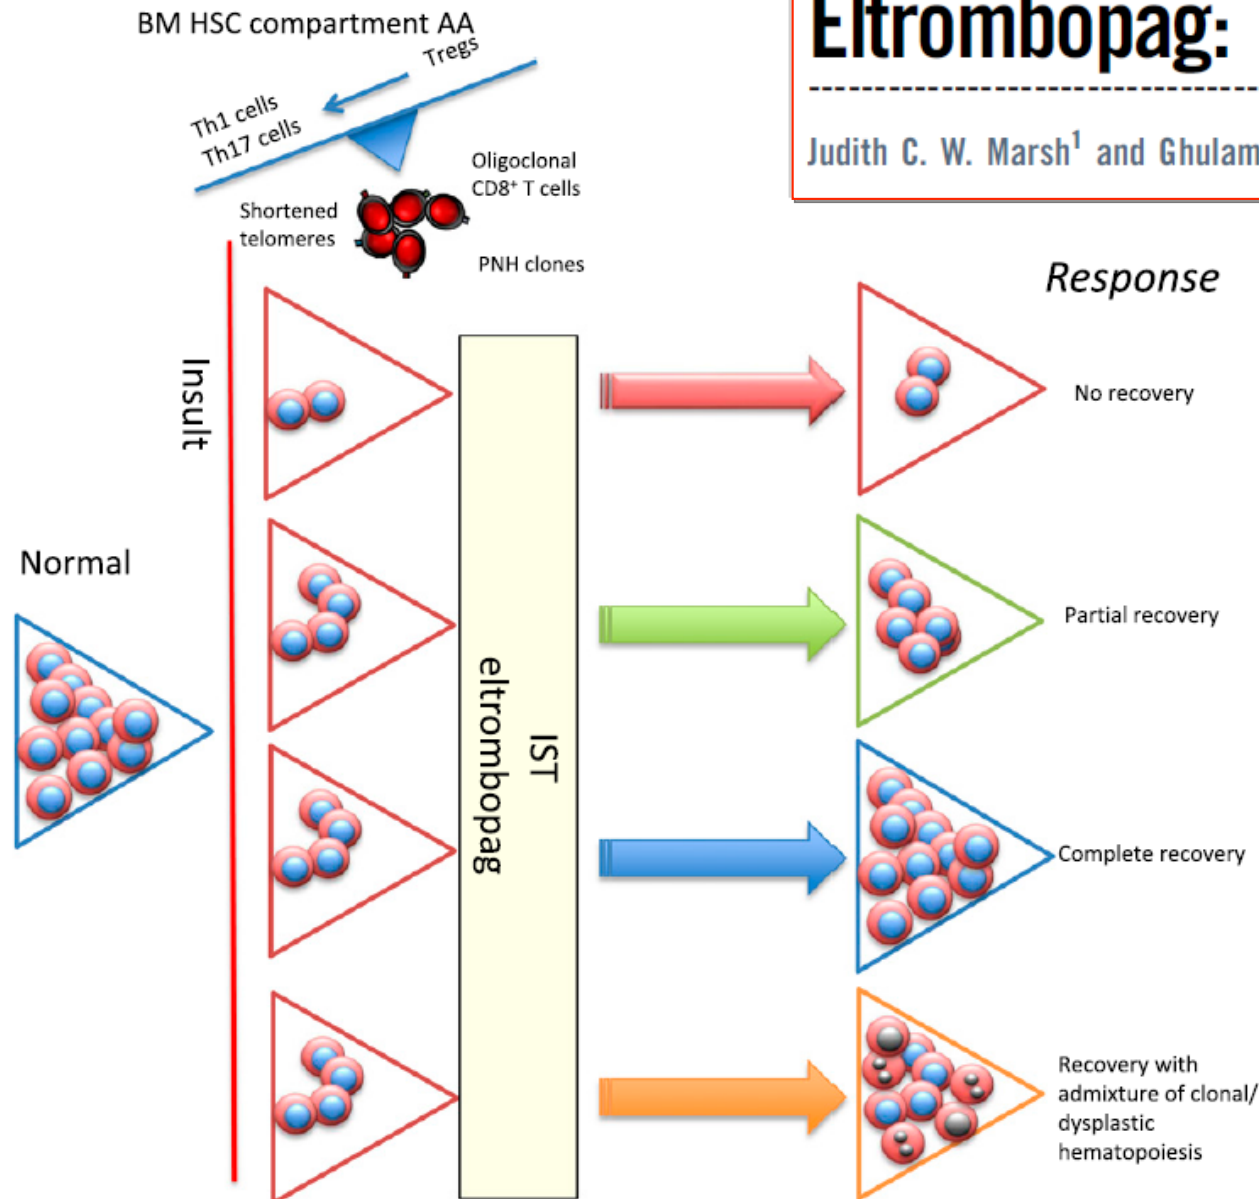 BM HSC compartment AA
Tregs
Th1 cells
Th17 cells
Oligoclonal
CD8⁺ T cells
Shortened
telomeres
PNH clones
Eltrombopag:
Judith C. W. Marsh¹ and Ghulam
Response
Insult
Normal
IST
eltrombopag
No recovery
Partial recovery
Complete recovery
Recovery with
admixture of clonal/
dysplastic
hematopoiesis